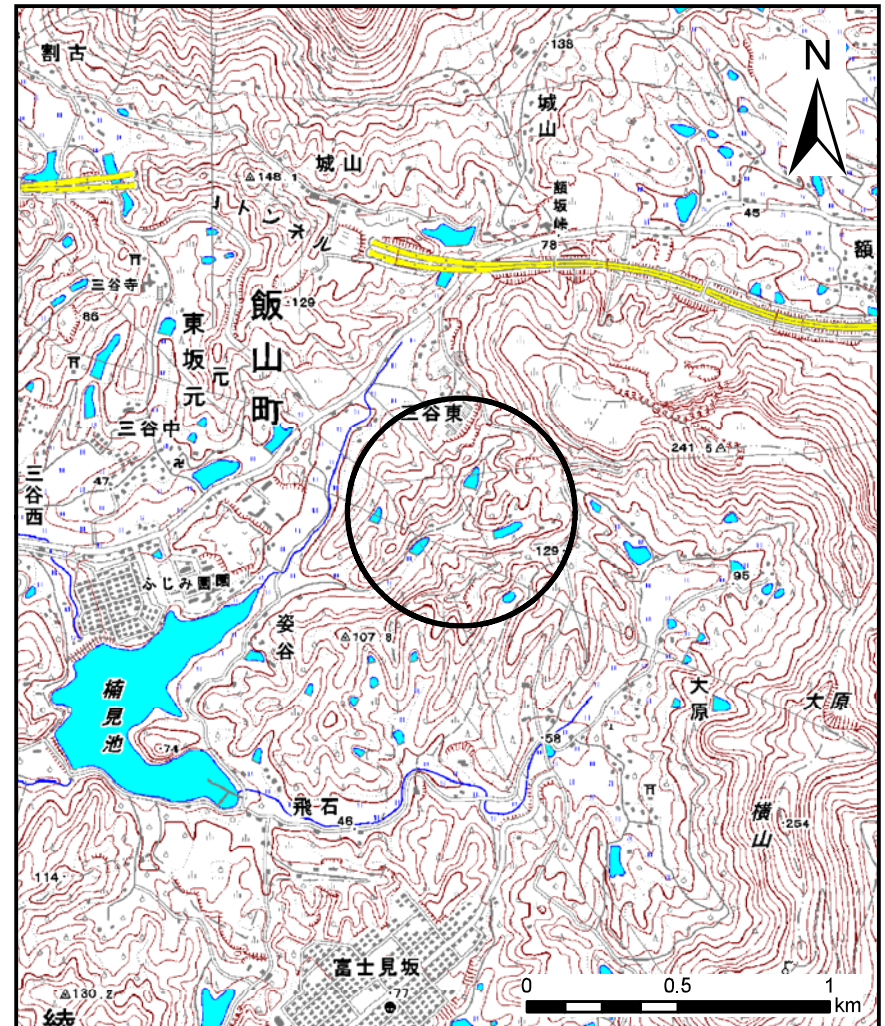 割古
138
N
城山
城山
148.1
額坂峠
45
トンネル
78
額
三谷寺
飯山町
129
86
東坂元
元
三谷東
三谷中
241.5
47
三谷西
129
ふじみ園団
95
姿谷
107.8
大原
大原
楠見池
74
58
飛石
46
横山
254
114
富士見坂
77
130.2
綾
0
0.5
1
km